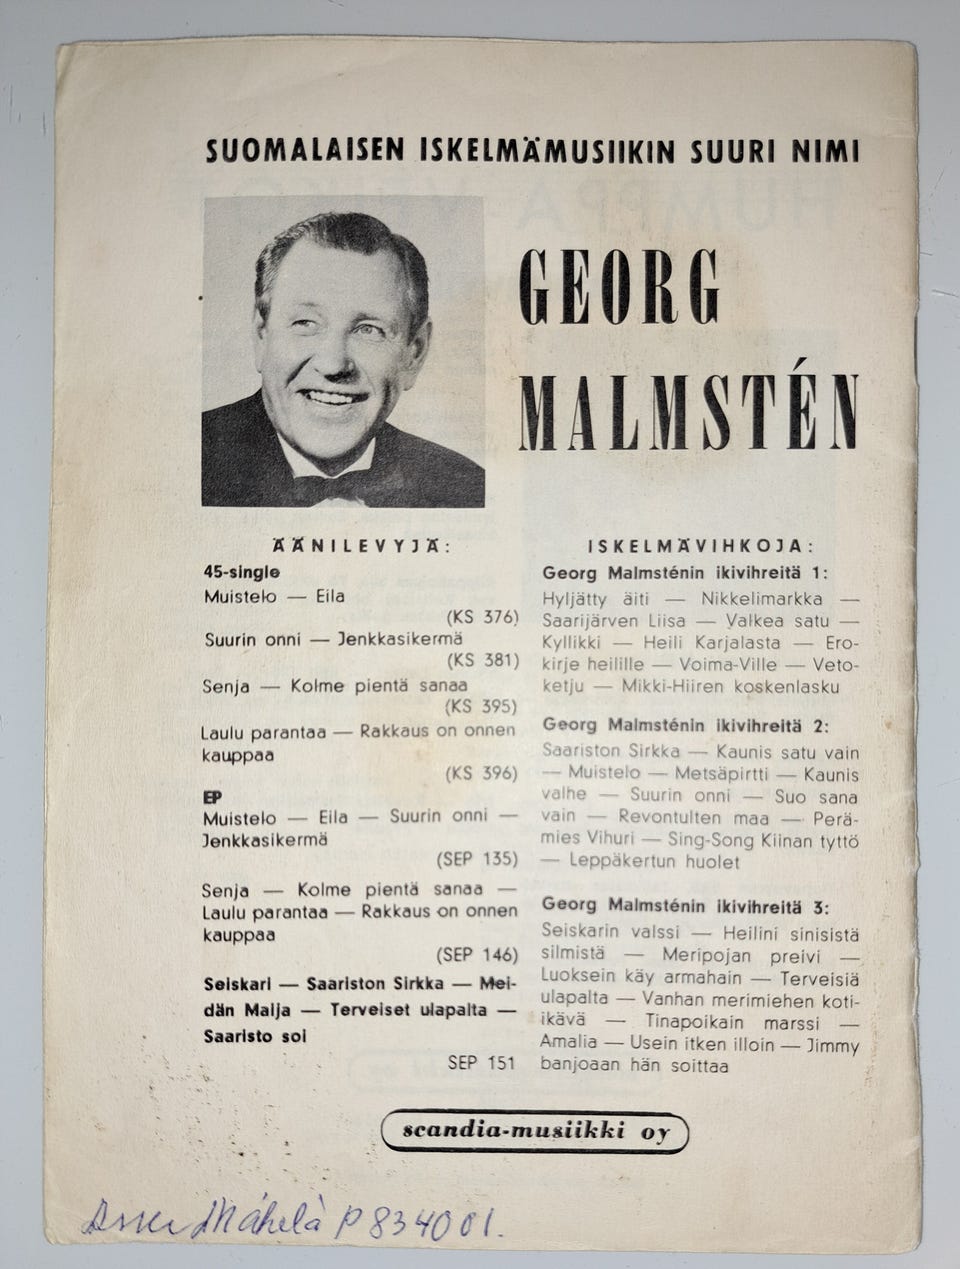 SUOMALAISEN ISKELMÄMUSIIKIN SUURI NIMI
GEORG
MALMSTÉN
ÄÄNILEVYJÄ:
45-single
Muistelo — Eila
(KS 376)
Suurin onni — Jenkkasikermä
(KS 381)
Senja — Kolme pientä sanaa
(KS 395)
Laulu parantaa — Rakkaus on onnen
kauppaa
(KS 396)
EP
Muistelo — Eila — Suurin onni —
Jenkkasikermä
(SEP 135)
Senja — Kolme pientä sanaa —
Laulu parantaa — Rakkaus on onnen
kauppaa
(SEP 146)
Seiskari — Saariston Sirkka — Mei-
dän Maija — Terveiset ulapalta —
Saaristo soi
SEP 151
ISKELMÄVIHKOJA:
Georg Malmsténin ikivihreitä 1:
Hyljätty äiti — Nikkelimarkka —
Saarijärven Liisa — Valkea satu —
Kyllikki — Heili Karjalasta — Ero-
kirje heilille — Voima-Ville — Veto-
ketju — Mikki-Hiiren koskenlasku
Georg Malmsténin ikivihreitä 2:
Saariston Sirkka — Kaunis satu vain
— Muistelo — Metsäpirtti — Kaunis
valhe — Suurin onni — Suo sana
vain — Revontulten maa — Perä-
mies Vihuri — Sing-Song Kiinan tyttö
— Leppäkertun huolet
Georg Malmsténin ikivihreitä 3:
Seiskarin valssi — Heilini sinisistä
silmistä — Meripojan preivi —
Luoksein käy armahain — Terveisiä
ulapalta — Vanhan merimiehen koti-
ikävä — Tinapoikain marssi —
Amalia — Usein itken illoin — Jimmy
banjoaan hän soittaa
scandia-musiikki oy
Mähelä P 834001.